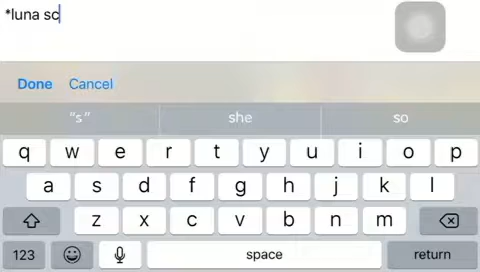 *luna sc
Done Cancel
"s" she so
q w e r t y u i o p
a s d f g h j k l
z x c v b n m
123 space return